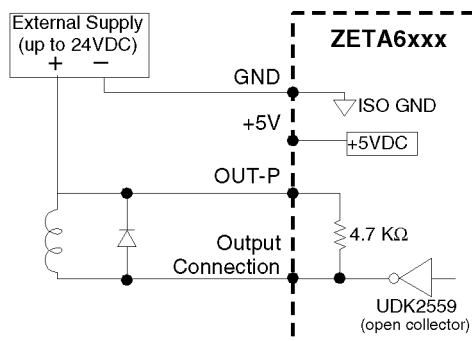 External Supply
(up to 24VDC)
+ −
ZETA6xxx
GND
ISO GND
+5V
+5VDC
OUT-P
4.7 KΩ
Output
Connection
UDK2559
(open collector)